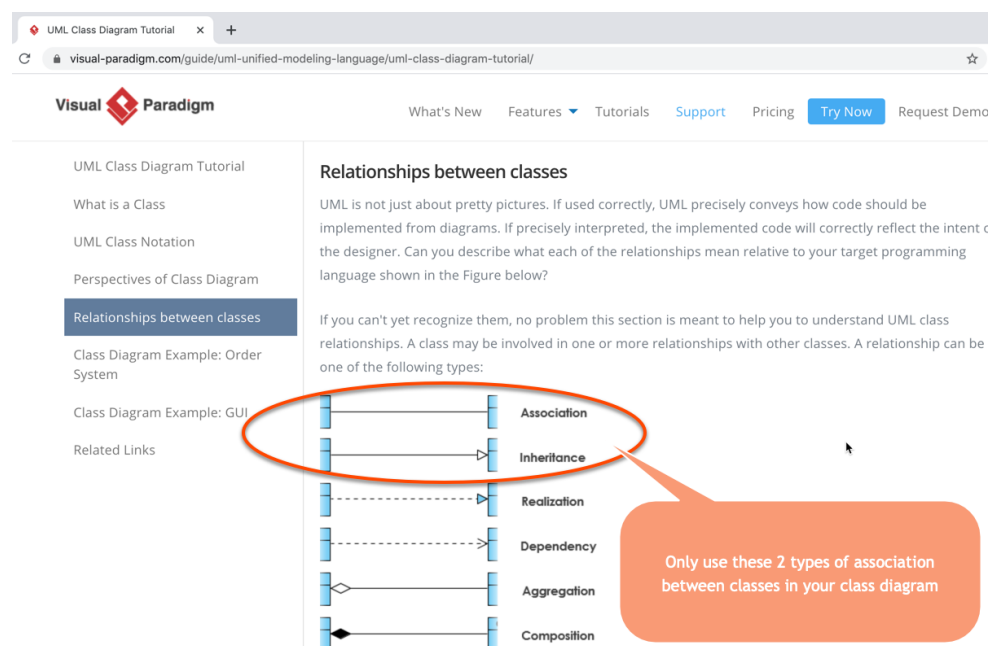 UML Class Diagram Tutorial
visual-paradigm.com/guide/uml-unified-modeling-language/uml-class-diagram-tutorial/
Visual Paradigm
What's New Features Tutorials Support Pricing Try Now Request Demo
UML Class Diagram Tutorial
What is a Class
UML Class Notation
Perspectives of Class Diagram
Relationships between classes
Class Diagram Example: Order
System
Class Diagram Example: GUI
Related Links
Relationships between classes
UML is not just about pretty pictures. If used correctly, UML precisely conveys how code should be
implemented from diagrams. If precisely interpreted, the implemented code will correctly reflect the intent
the designer. Can you describe what each of the relationships mean relative to your target programming
language shown in the Figure below?
If you can't yet recognize them, no problem this section is meant to help you to understand UML class
relationships. A class may be involved in one or more relationships with other classes. A relationship can be
one of the following types:
Association
Inheritance
Realization
Dependency
Aggregation
Composition
Only use these 2 types of association
between classes in your class diagram